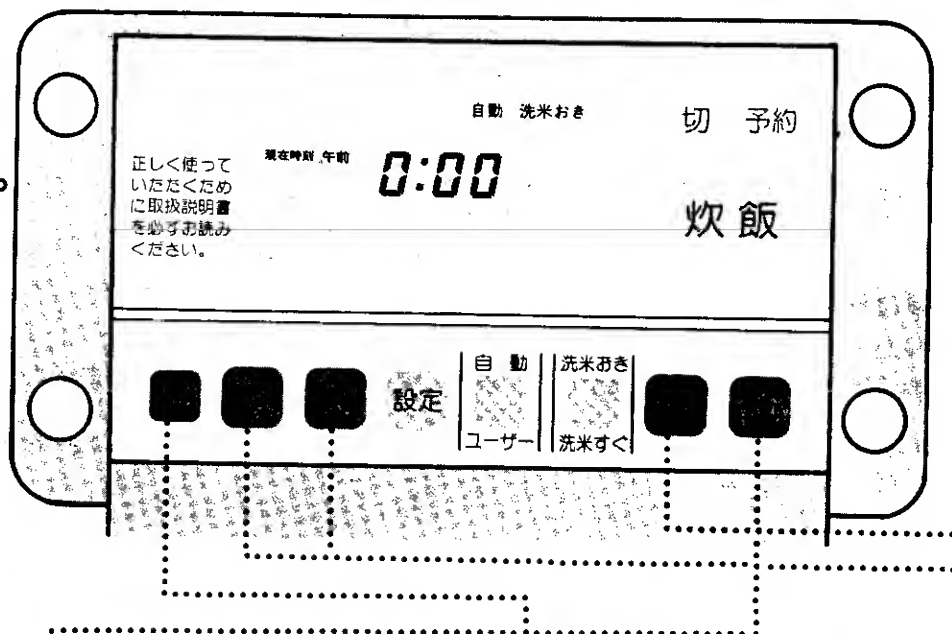 自動 洗米おき
切 予約
現在時刻 午前
0:00
正しく使って
いただくため
に取扱説明書
を必ずお読み
ください。
炊飯
設定
自動
ユーザー
洗米おき
洗米すぐ